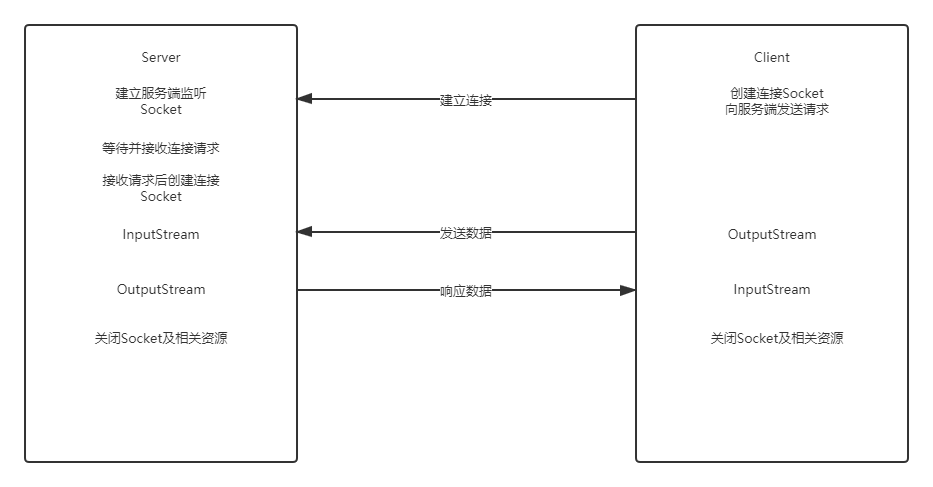 Server
建立服务端监听
Socket
等待并接收连接请求
接收请求后创建连接
Socket
InputStream
OutputStream
关闭Socket及相关资源
建立连接
发送数据
响应数据
Client
创建连接Socket
向服务端发送请求
OutputStream
InputStream
关闭Socket及相关资源